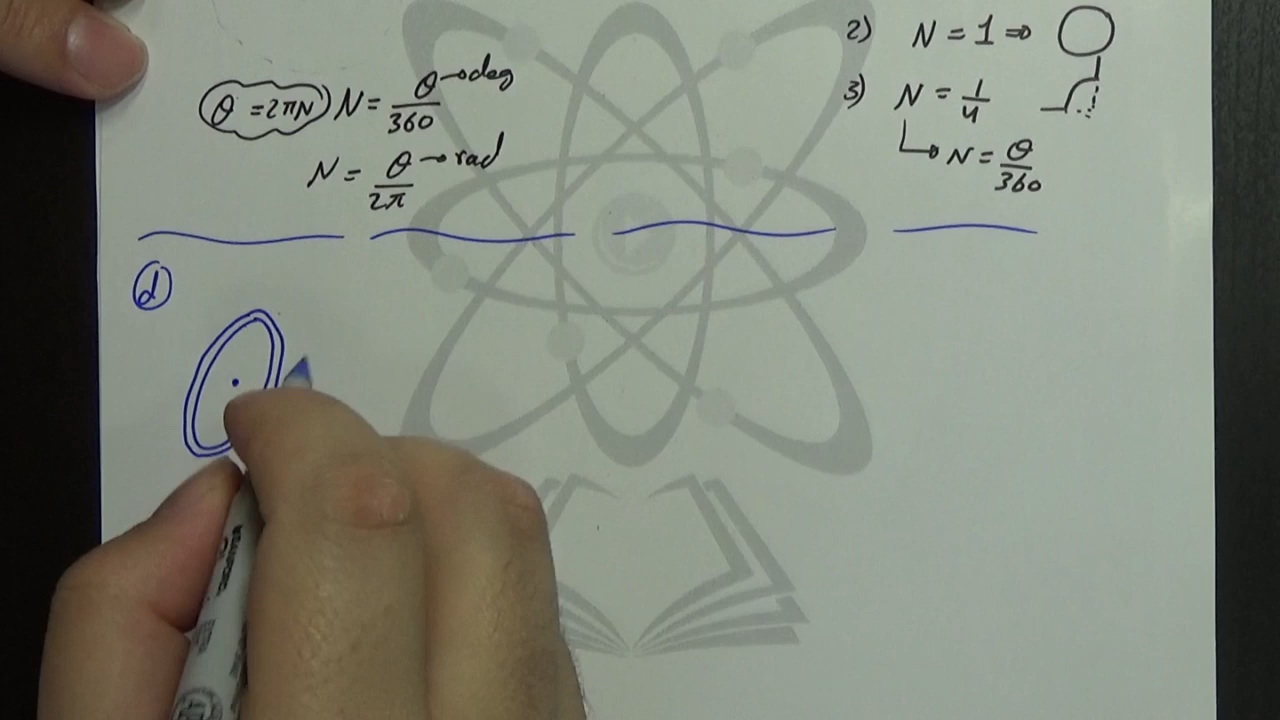 θ = 2πN) N = θ/360 → deg
N = θ/2π → rad
2) N = 1 ⇒
3) N = 1/4
N = θ/360
d